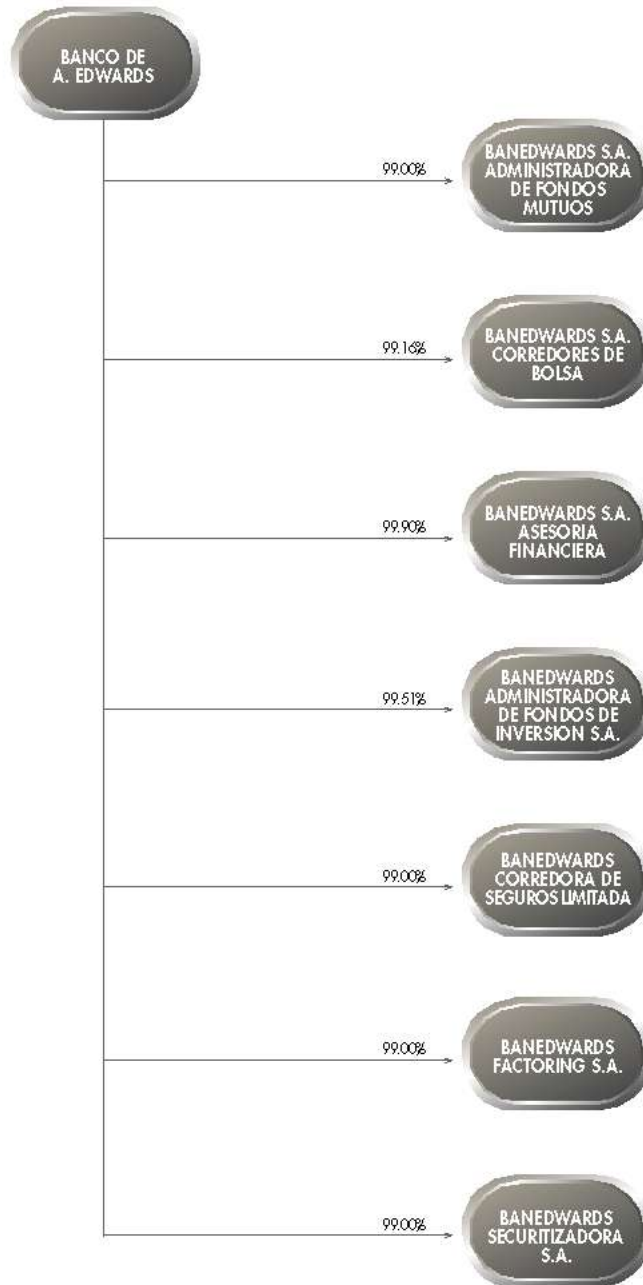 BANCO DE
A. EDWARDS
99.00%
BANEDWARDS S.A.
ADMINISTRADORA
DE FONDOS
MUTUOS
99.16%
BANEDWARDS S.A.
CORREDORES DE
BOLSA
99.90%
BANEDWARDS S.A.
ASESORIA
FINANCIERA
99.51%
BANEDWARDS
ADMINISTRADORA
DE FONDOS DE
INVERSION S.A.
99.00%
BANEDWARDS
CORREDORA DE
SEGUROS LIMITADA
99.00%
BANEDWARDS
FACTORING S.A.
99.00%
BANEDWARDS
SECURITIZADORA
S.A.